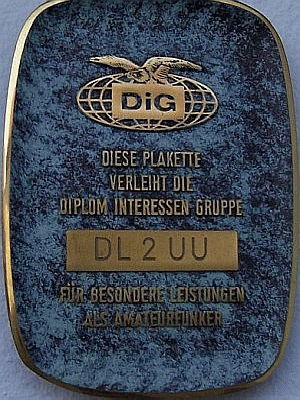 DiG
DIESE PLAKETTE
VERLEIHT DIE
DIPLOM INTERESSEN-GRUPPE
DL 2 UU
FÜR BESONDERE LEISTUNGEN
ALS AMATEURFUNKER